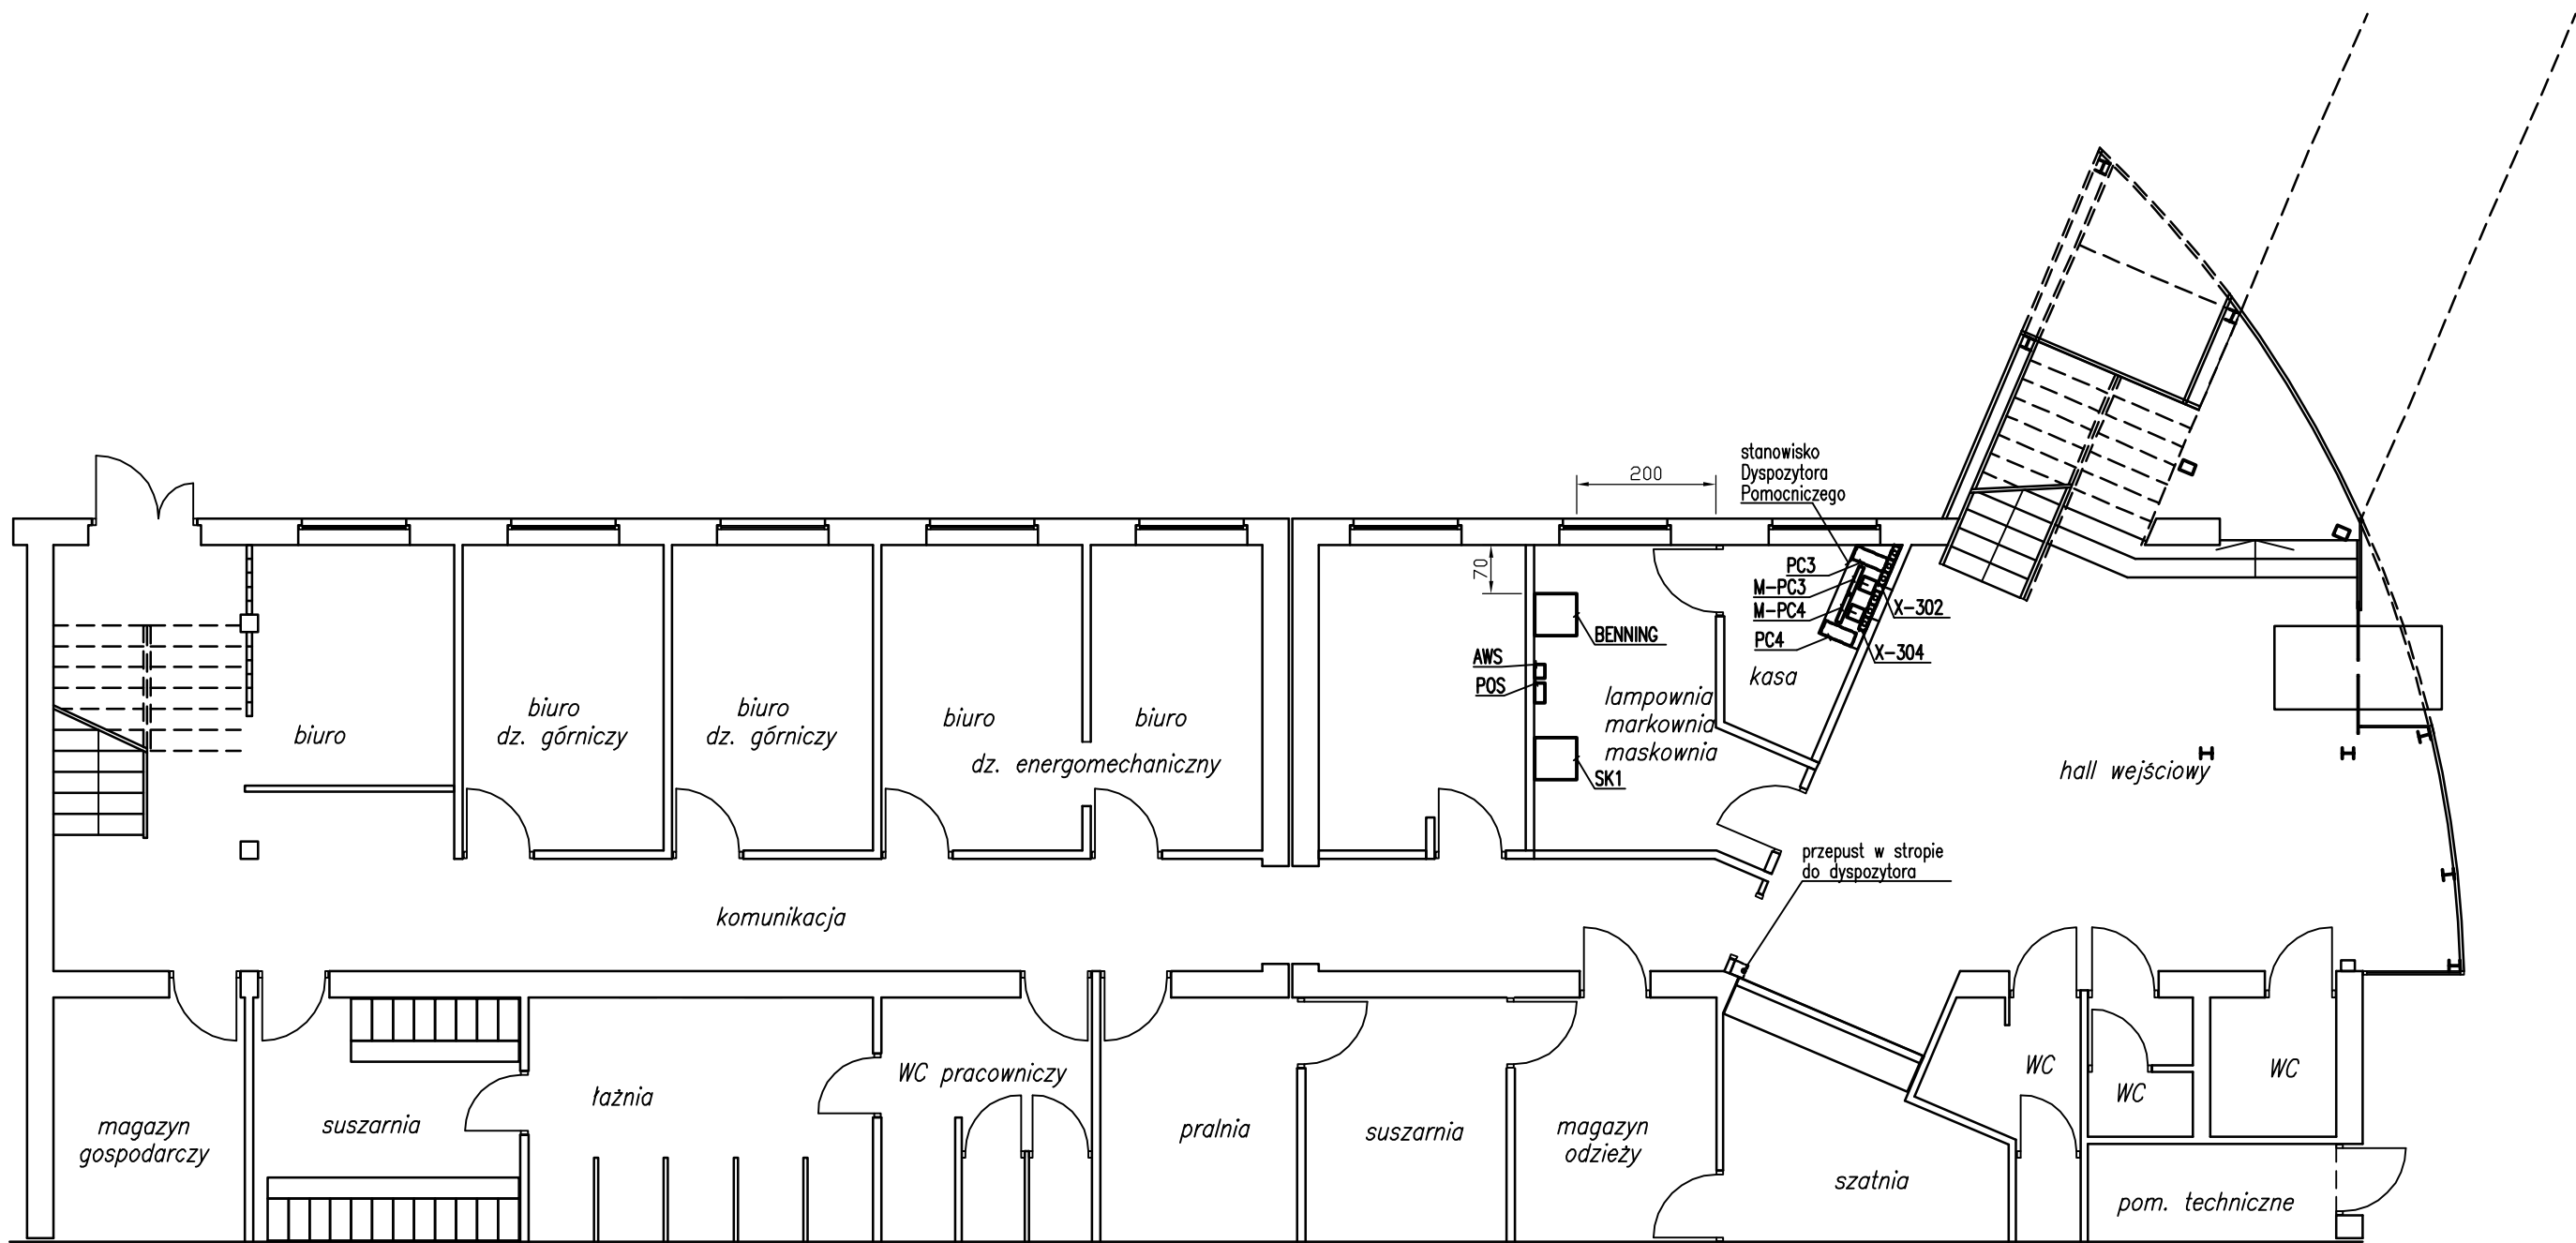 stanowisko
Dyspozytora
Pomocniczego
200
70
PC3
M-PC3
M-PC4
PC4
X-302
X-304
BENNING
AWS
POS
SK1
kasa
lampownia
markownia
maskownia
biuro
biuro
dz. górniczy
biuro
dz. górniczy
biuro
biuro
dz. energomechaniczny
hall wejściowy
przepust w stropie
do dyspozytora
komunikacja
magazyn
gospodarczy
suszarnia
łaźnia
WC pracowniczy
pralnia
suszarnia
magazyn
odzieży
szatnia
WC
WC
WC
pom. techniczne